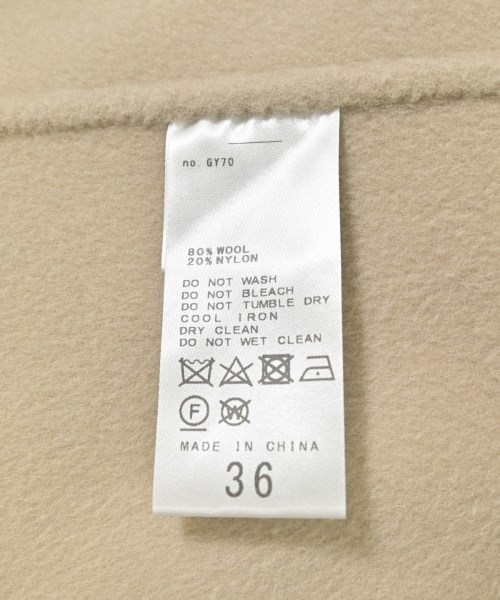 no. GY70
80% WOOL
20% NYLON
DO NOT WASH
DO NOT BLEACH
DO NOT TUMBLE DRY
COOL IRON
DRY CLEAN
DO NOT WET CLEAN
F W
MADE IN CHINA
36